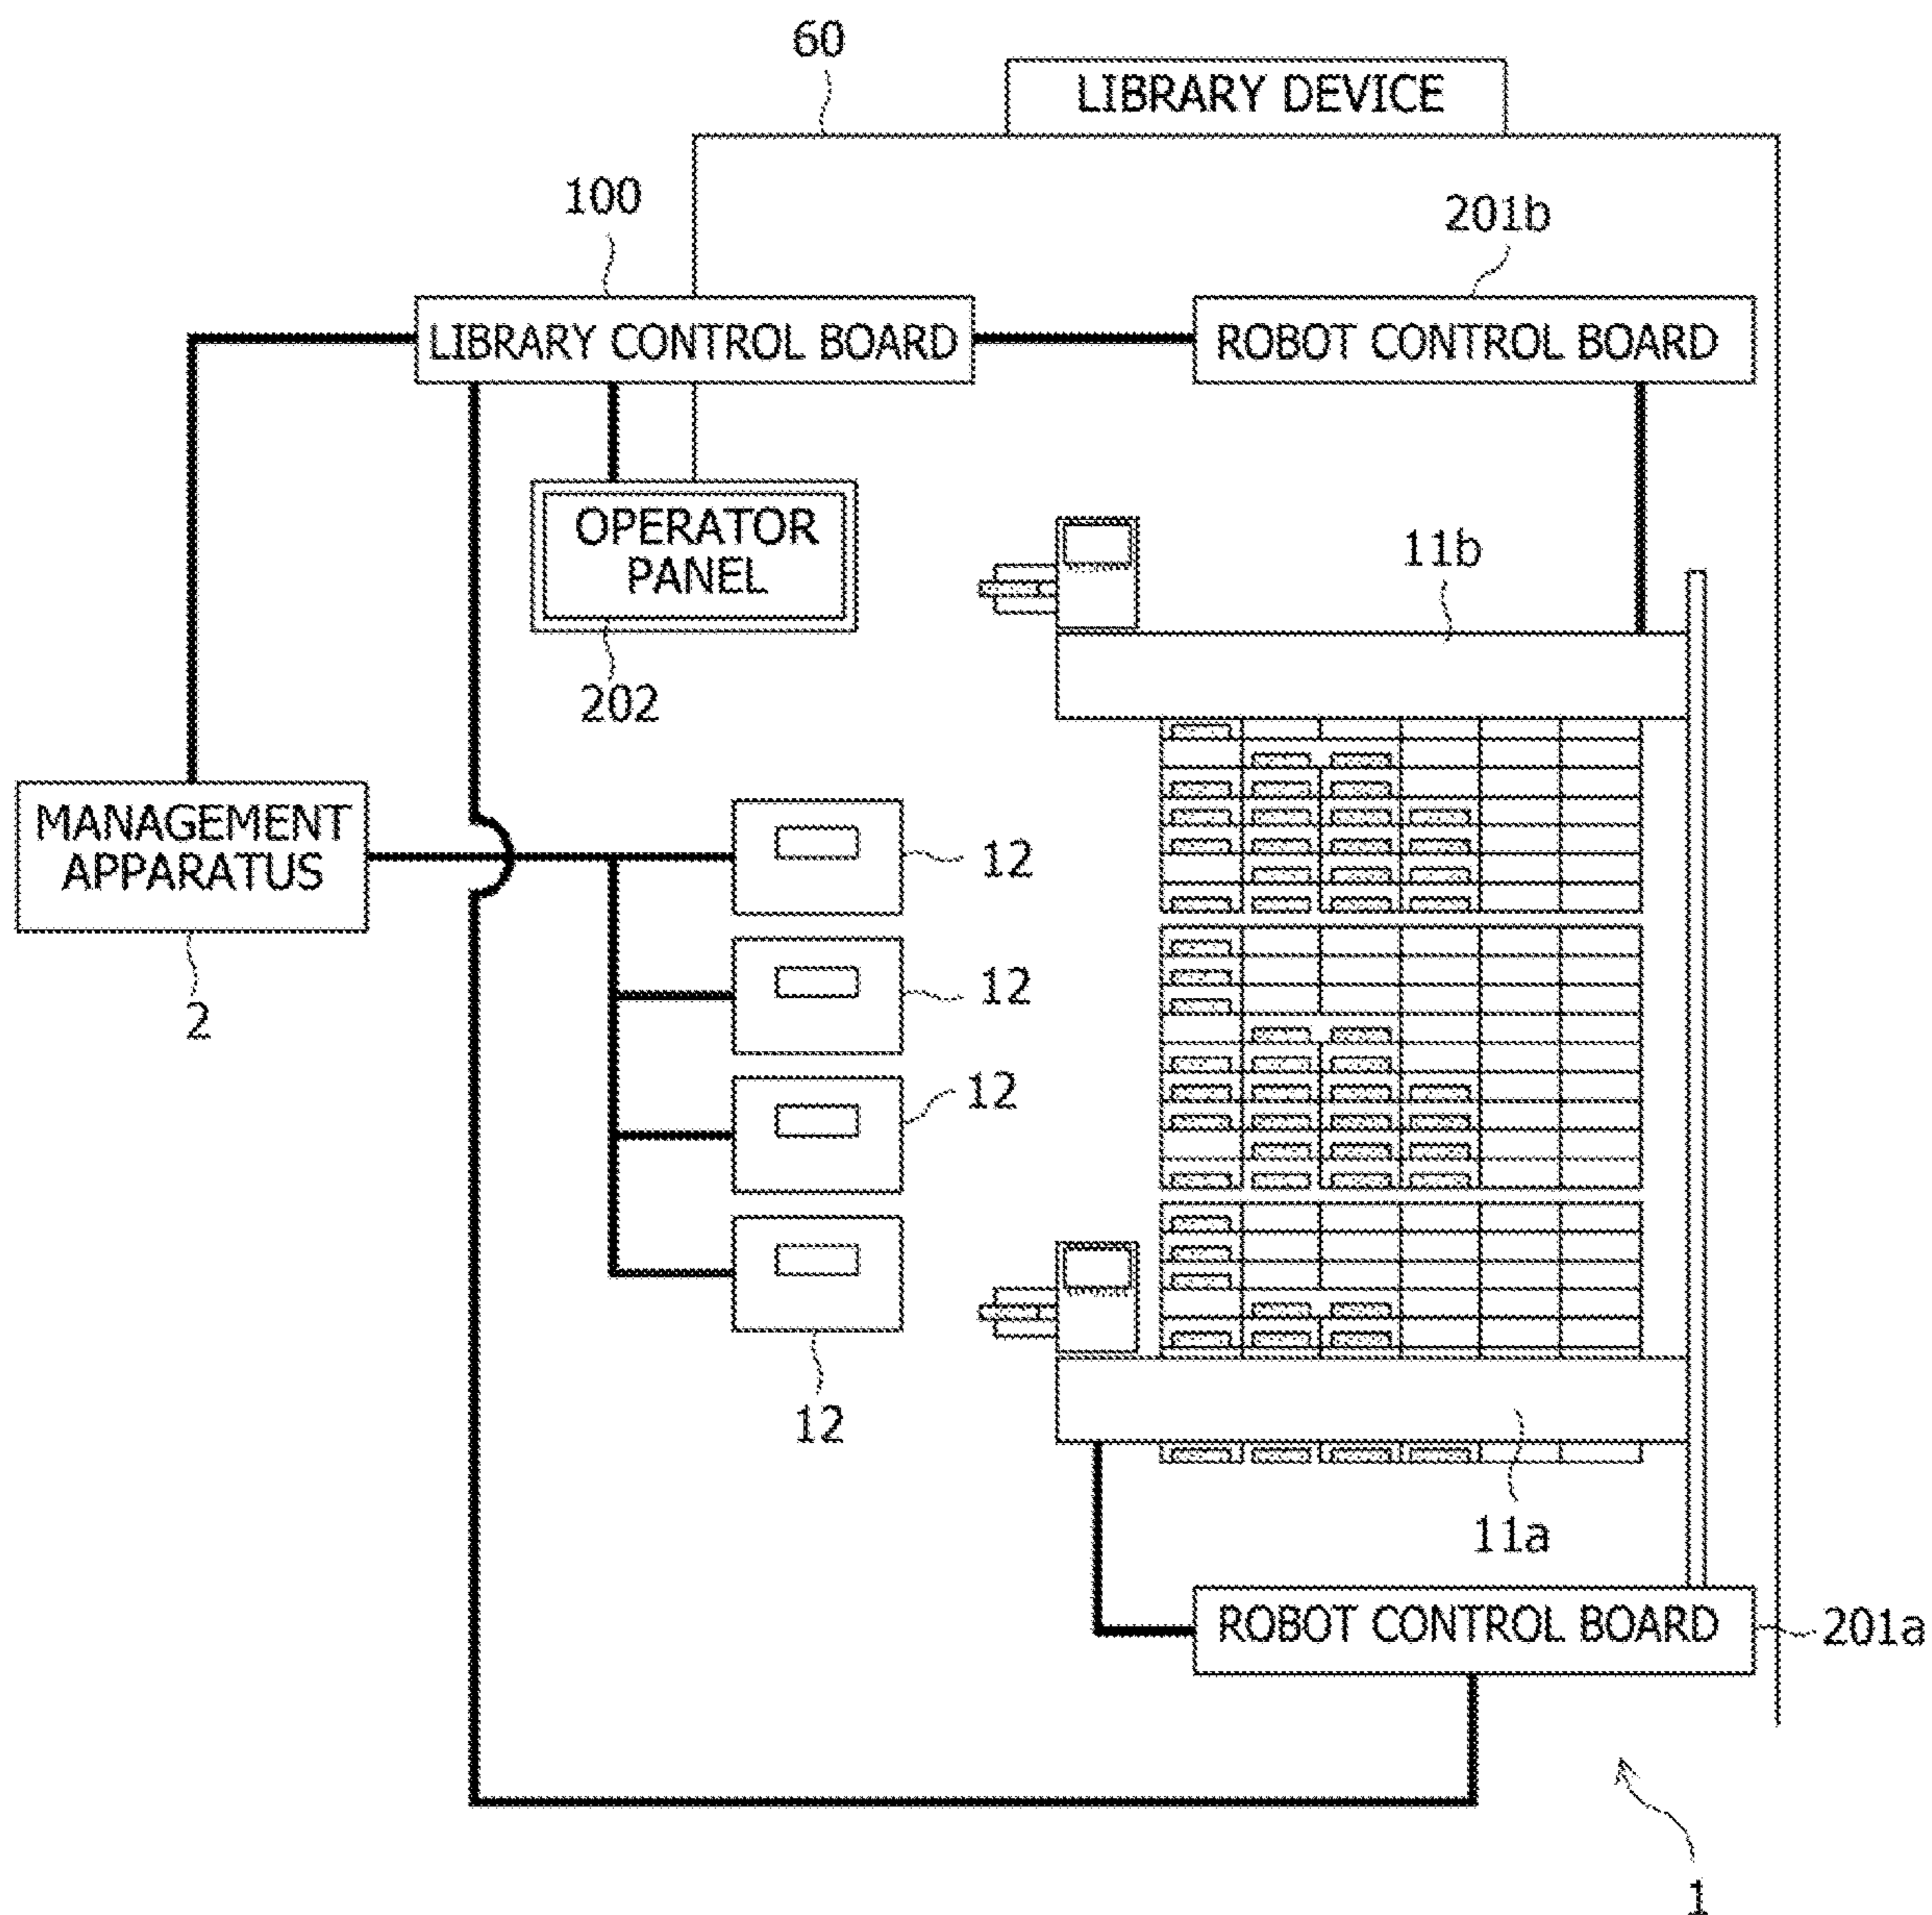 60
LIBRARY DEVICE
100
201b
LIBRARY CONTROL BOARD
ROBOT CONTROL BOARD
OPERATOR
PANEL
11b
202
MANAGEMENT
APPARATUS
12
2
12
12
12
11a
ROBOT CONTROL BOARD
201a
1